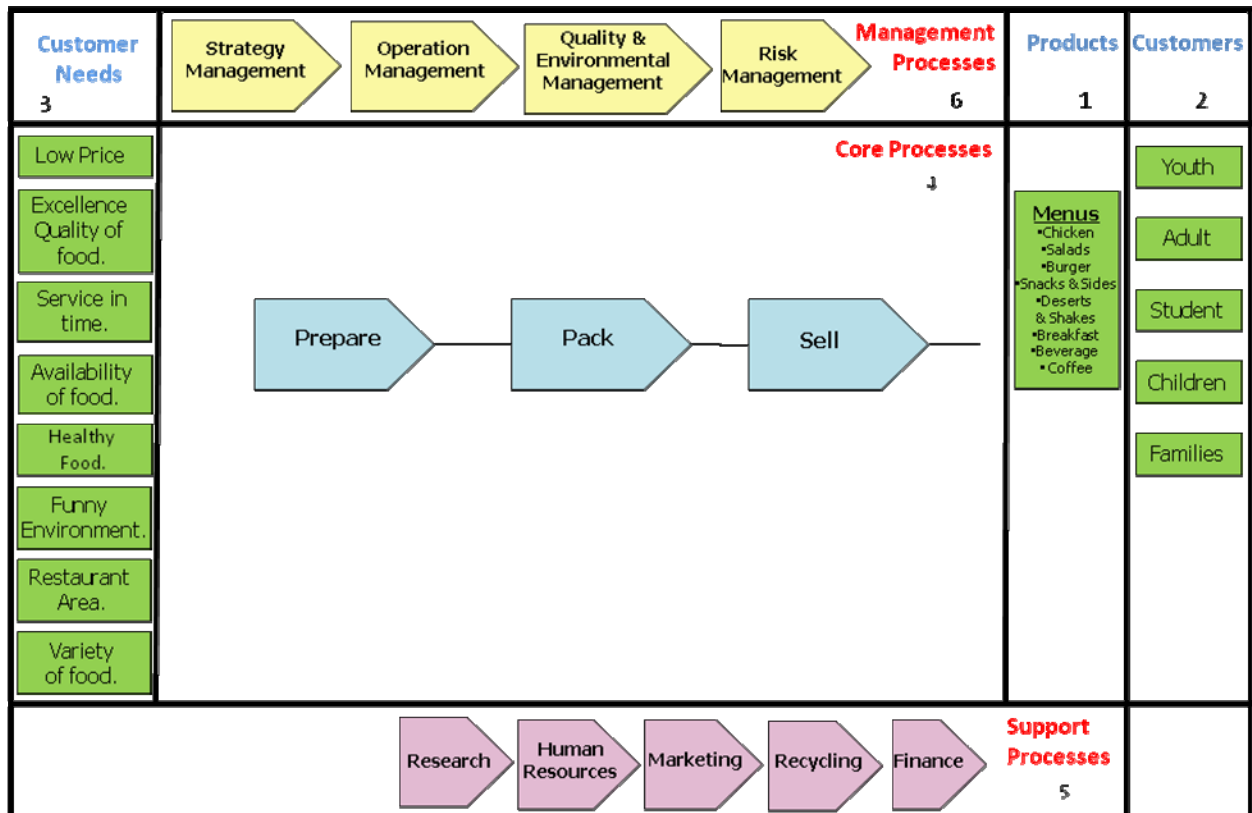 Customer
Needs
3
Strategy
Management
Operation
Management
Quality &
Environmental
Management
Risk
Management
Management
Processes
6
Products
1
Customers
2
Low Price
Excellence
Quality of
food.
Service in
time.
Availability
of food.
Healthy
Food.
Funny
Environment.
Restaurant
Area.
Variety
of food.
Core Processes
Prepare
Pack
Sell
Menus
•Chicken
•Salads
•Burger
•Snacks & Sides
•Deserts
& Shakes
•Breakfast
•Beverage
•Coffee
Youth
Adult
Student
Children
Families
Research
Human
Resources
Marketing
Recycling
Finance
Support
Processes
5